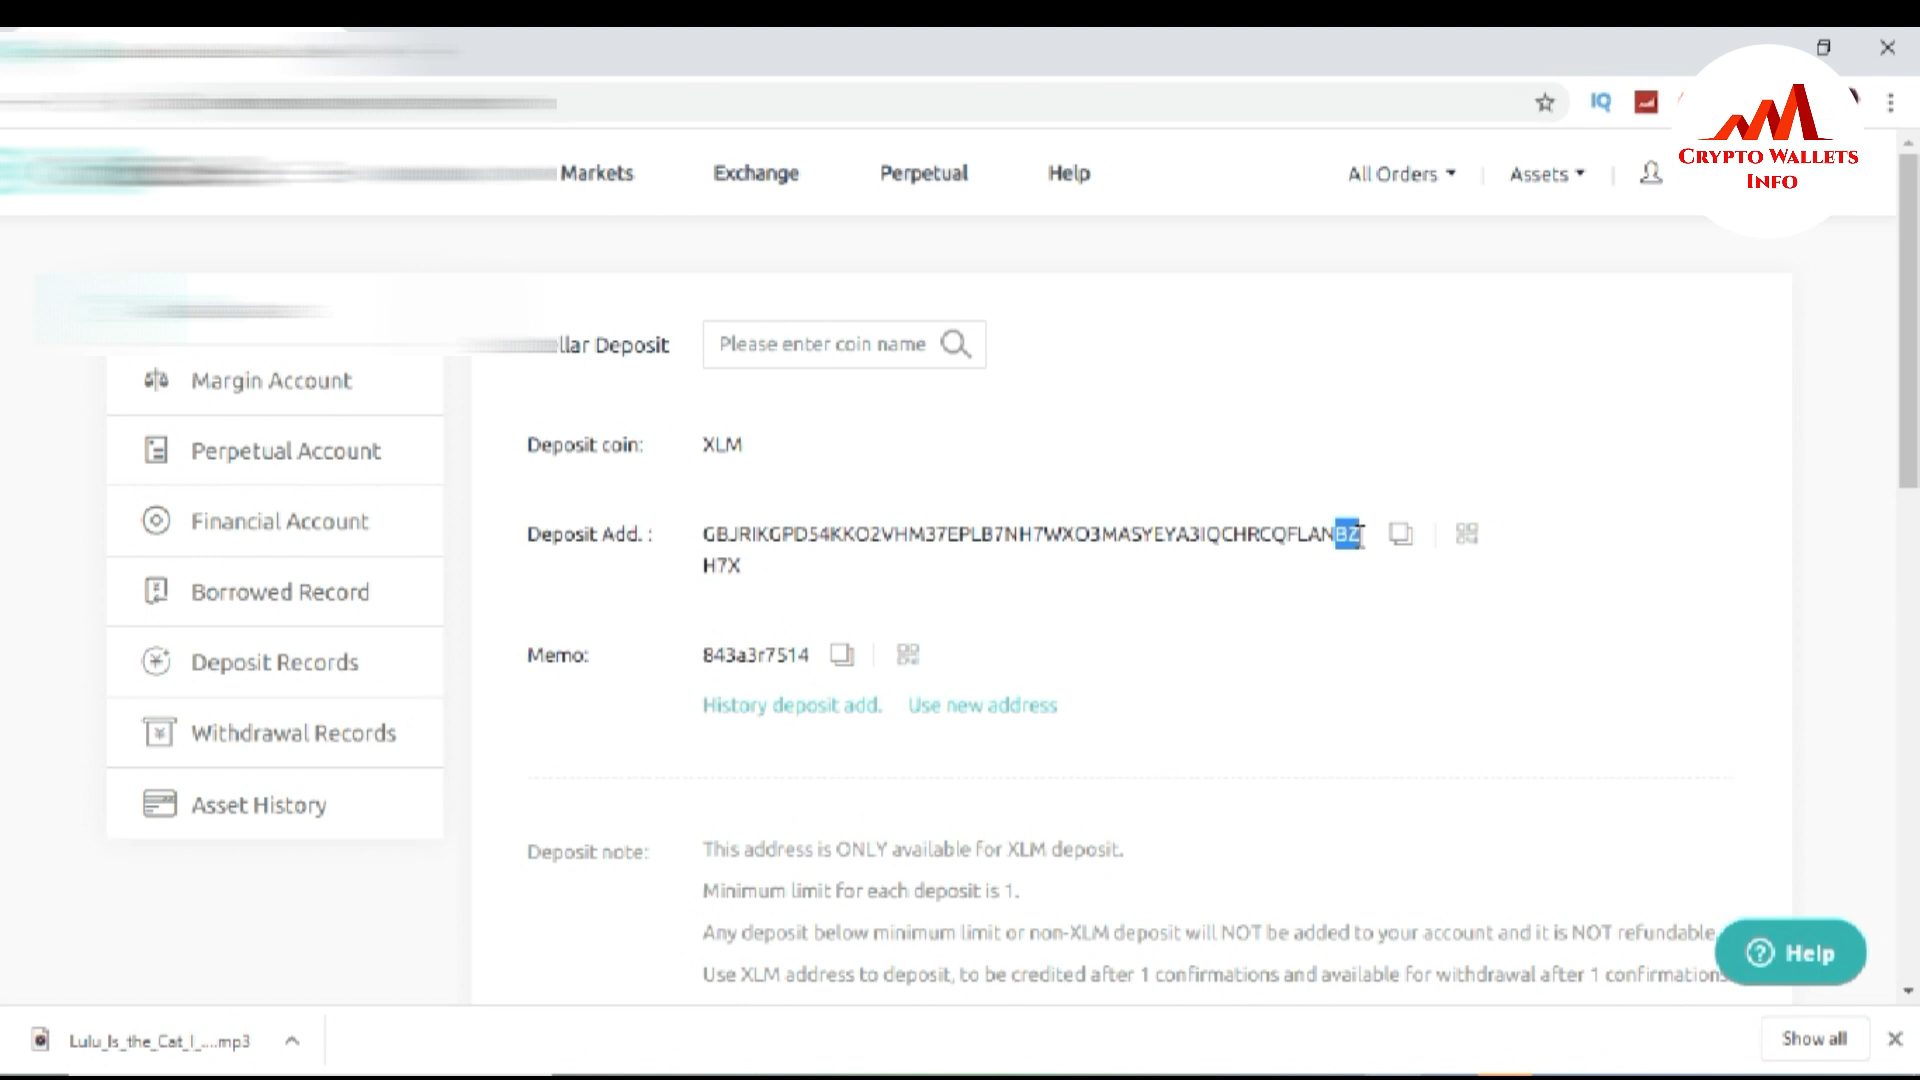 IQ
CRYPTO WALLETS
INFO
Markets Exchange Perpetual Help All Orders Assets
llar Deposit Please enter coin name
Margin Account
Perpetual Account
Financial Account
Borrowed Record
Deposit Records
Withdrawal Records
Asset History
Deposit coin: XLM
Deposit Add. : GBJRIKGPD54KKO2VHM37EPLB7NH7WXO3MASYEYA3IQCHRCQFLANBZ
H7X
Memo: 843a3r7514
History deposit add. Use new address
Deposit note: This address is ONLY available for XLM deposit.
Minimum limit for each deposit is 1.
Any deposit below minimum limit or non-XLM deposit will NOT be added to your account and it is NOT refundable.
Use XLM address to deposit, to be credited after 1 confirmations and available for withdrawal after 1 confirmations
Help
Lulu_Is_the_Cat_I_....mp3 Show all